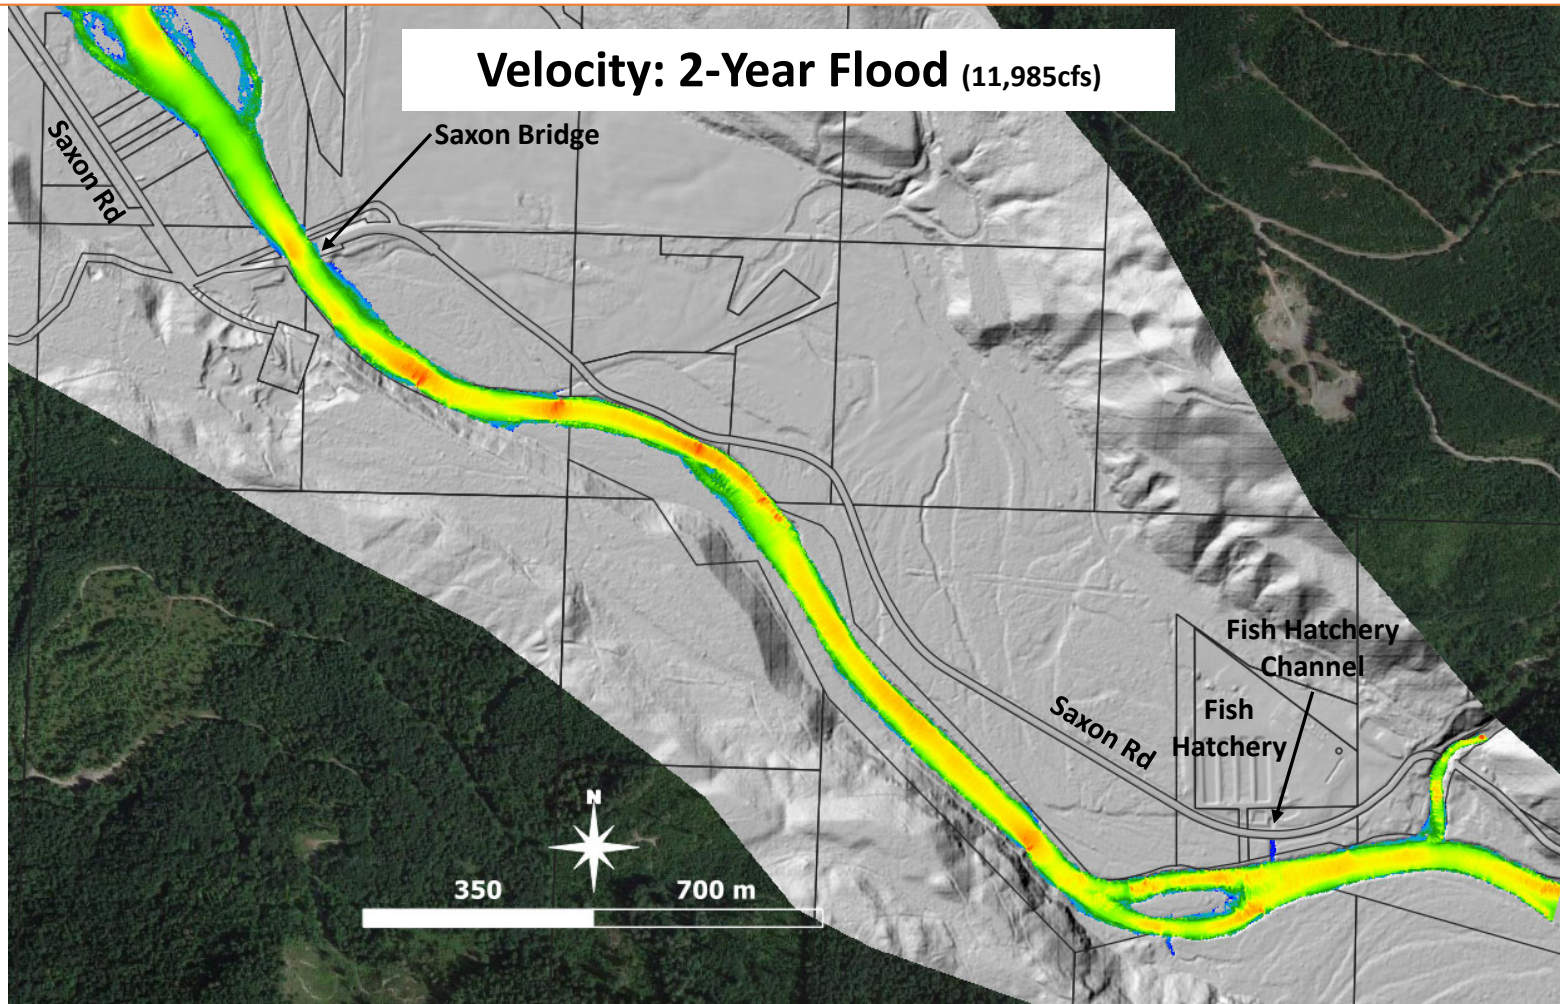 Velocity: 2-Year Flood (11,985cfs)
Saxon Bridge
Saxon Rd
Fish Hatchery
Channel
Fish
Hatchery
Saxon Rd
N
350 700 m